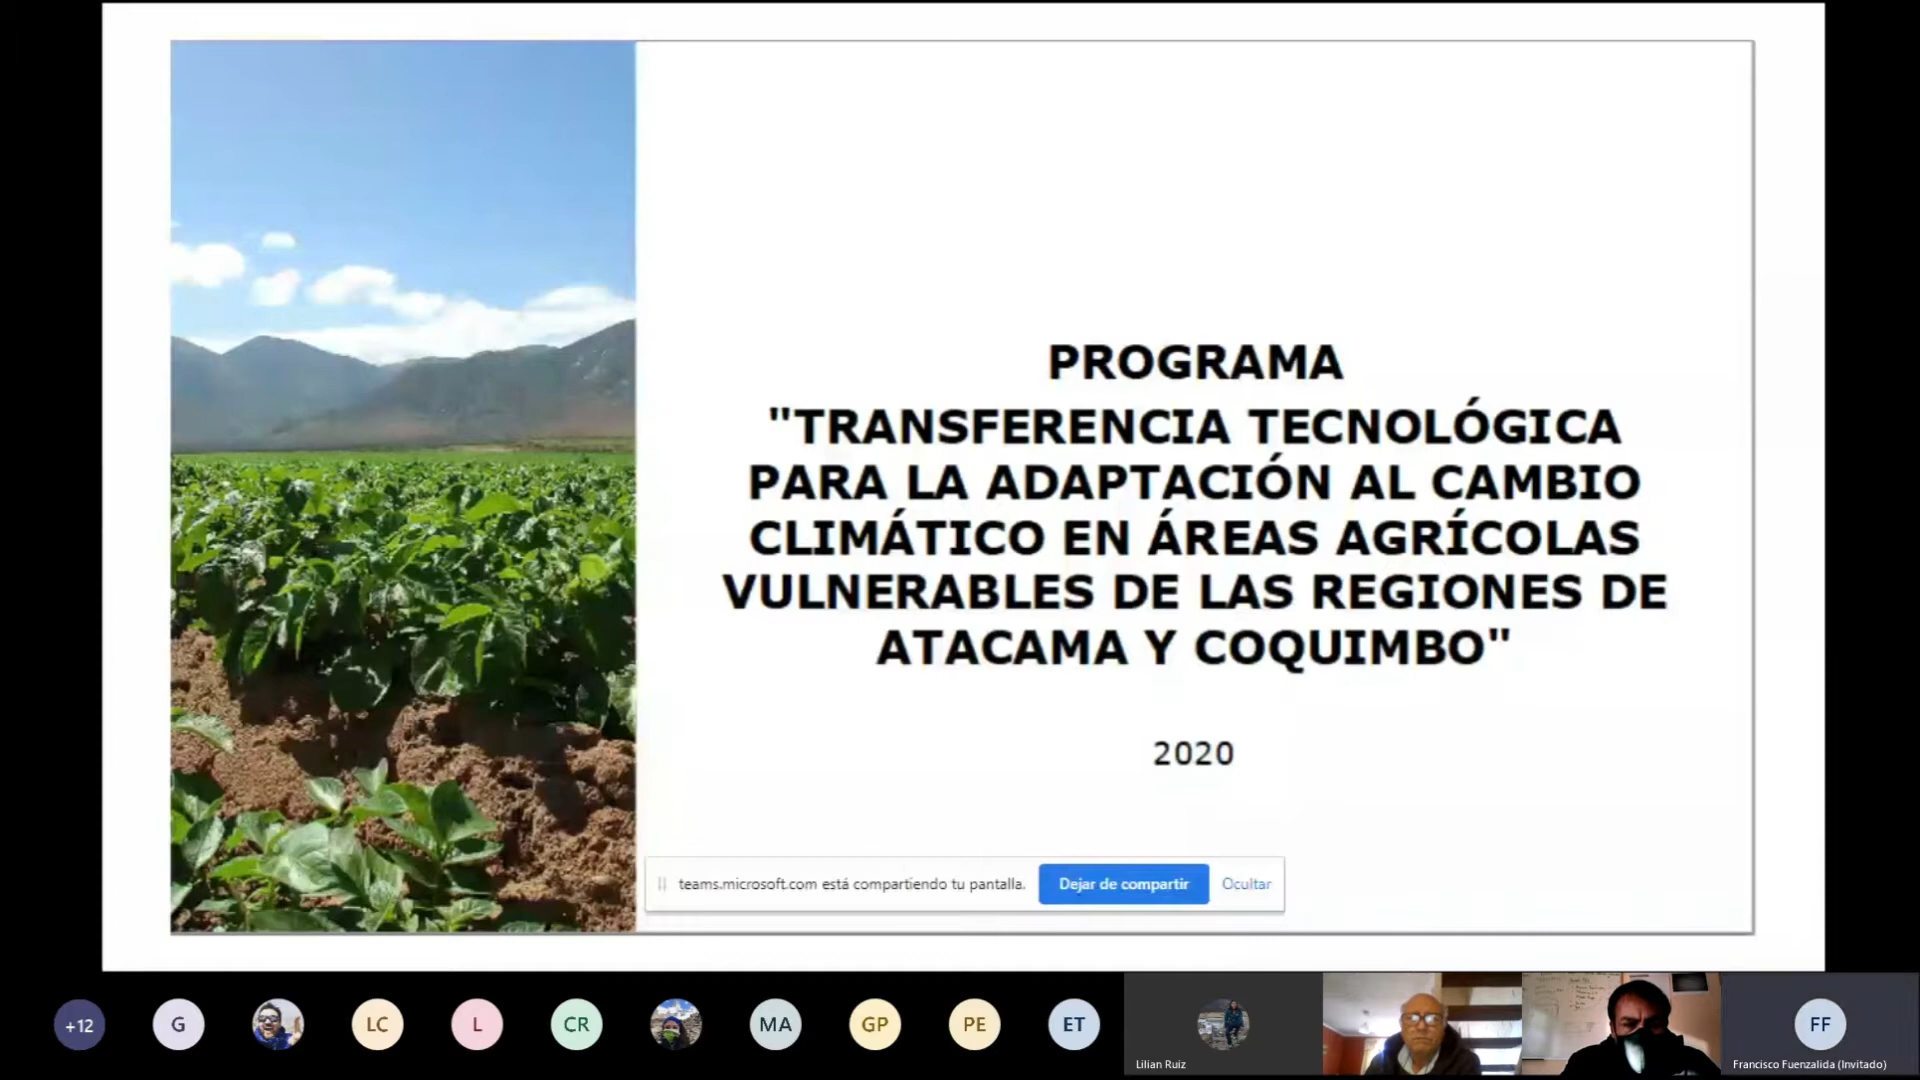 PROGRAMA
"TRANSFERENCIA TECNOLÓGICA
PARA LA ADAPTACIÓN AL CAMBIO
CLIMÁTICO EN ÁREAS AGRÍCOLAS
VULNERABLES DE LAS REGIONES DE
ATACAMA Y COQUIMBO"
2020
teams.microsoft.com está compartiendo tu pantalla. Dejar de compartir Ocultar
+12 G LC L CR MA GP PE ET FF
Lilian Ruiz Francisco Fuenzalida (Invitado)